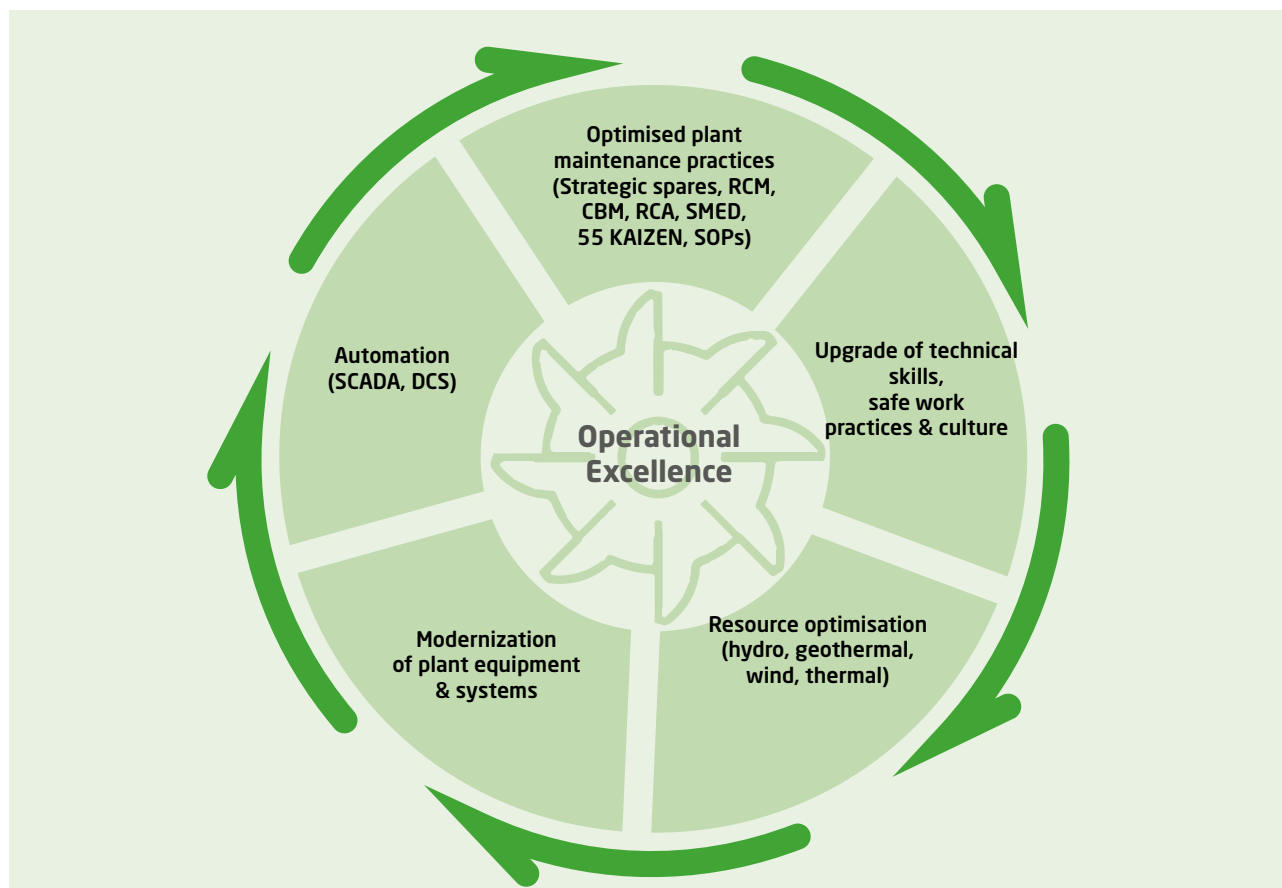 Optimised plant
maintenance practices
(Strategic spares, RCM,
CBM, RCA, SMED,
55 KAIZEN, SOPs)
Upgrade of technical
skills,
safe work
practices & culture
Resource optimisation
(hydro, geothermal,
wind, thermal)
Modernization
of plant equipment
& systems
Automation
(SCADA, DCS)
Operational
Excellence